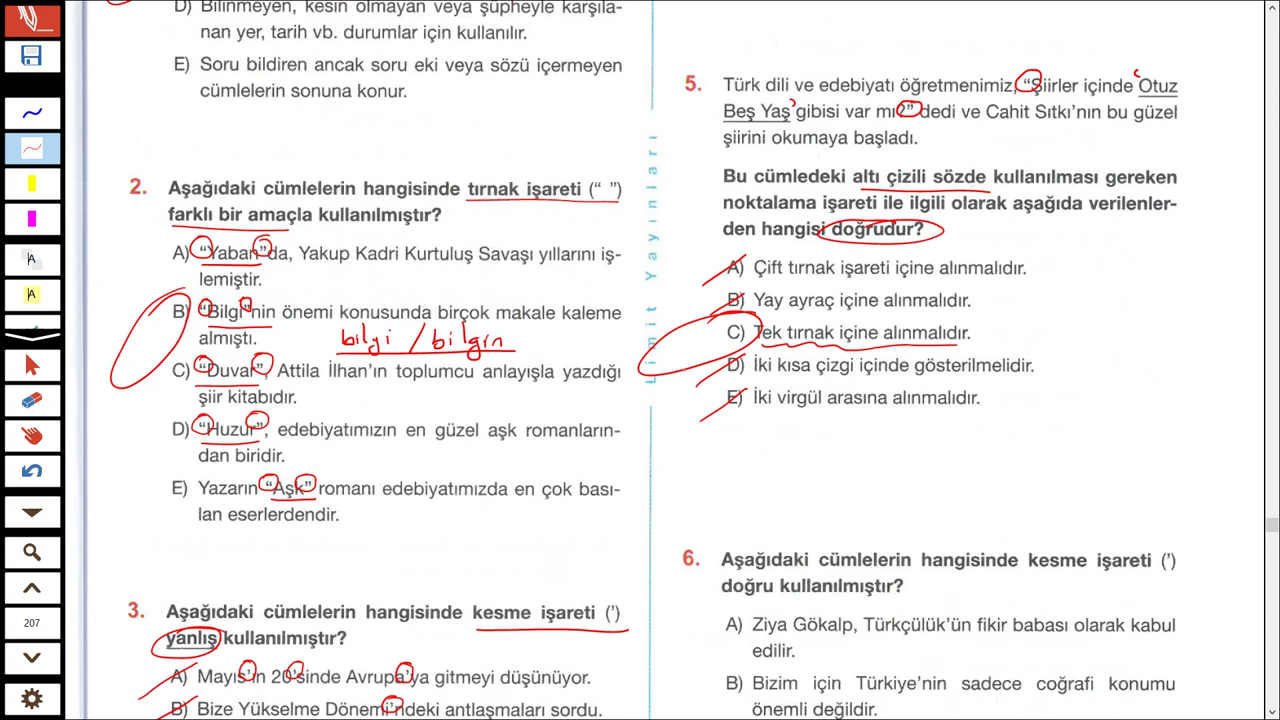 D) Bilinmeyen, kesin olmayan veya şüpheyle karşıla-
nan yer, tarih vb. durumlar için kullanılır.
E) Soru bildiren ancak soru eki veya sözü içermeyen
cümlelerin sonuna konur.
2. Aşağıdaki cümlelerin hangisinde tırnak işareti (“ ”)
farklı bir amaçla kullanılmıştır?
A) “Yaban”da, Yakup Kadri Kurtuluş Savaşı yıllarını iş-
lemiştir.
B) “Bilgi”nin önemi konusunda birçok makale kaleme
almıştı.
bilgi / bilgin
C) “Duvar”, Attila İlhan’ın toplumcu anlayışla yazdığı
şiir kitabıdır.
D) “Huzur”, edebiyatımızın en güzel aşk romanların-
dan biridir.
E) Yazarın “Aşk” romanı edebiyatımızda en çok bası-
lan eserlerdendir.
3. Aşağıdaki cümlelerin hangisinde kesme işareti (’)
yanlış kullanılmıştır?
A) Mayıs’ın 20’sinde Avrupa’ya gitmeyi düşünüyor.
B) Bize Yükselme Dönemi’ndeki antlaşmaları sordu.
Limit Yayınları
5. Türk dili ve edebiyatı öğretmenimiz, “Şiirler içinde ‘Otuz
Beş Yaş’ gibisi var mı?” dedi ve Cahit Sıtkı’nın bu güzel
şiirini okumaya başladı.
Bu cümledeki altı çizili sözde kullanılması gereken
noktalama işareti ile ilgili olarak aşağıda verilenler-
den hangisi doğrudur?
A) Çift tırnak işareti içine alınmalıdır.
B) Yay ayraç içine alınmalıdır.
C) Tek tırnak içine alınmalıdır.
D) İki kısa çizgi içinde gösterilmelidir.
E) İki virgül arasına alınmalıdır.
6. Aşağıdaki cümlelerin hangisinde kesme işareti (’)
doğru kullanılmıştır?
A) Ziya Gökalp, Türkçülük’ün fikir babası olarak kabul
edilir.
B) Bizim için Türkiye’nin sadece coğrafi konumu
önemli değildir.
A
A
207